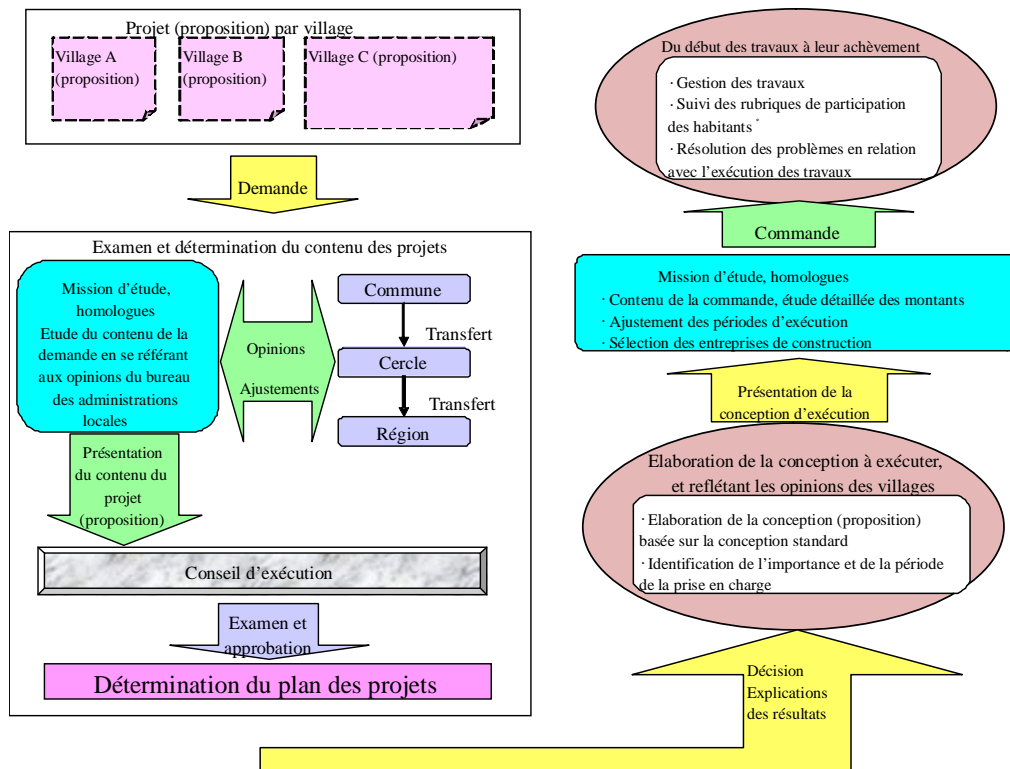 Projet (proposition) par village
Village A
(proposition)
Village B
(proposition)
Village C (proposition)
Demande
Examen et détermination du contenu des projets
Mission d’étude,
homologues
Etude du contenu de la
demande en se référant
aux opinions du bureau
des administrations
locales
Opinions
Ajustements
Commune
Transfert
Cercle
Transfert
Région
Présentation
du contenu du
projet
(proposition)
Conseil d’exécution
Examen et
approbation
Détermination du plan des projets
Du début des travaux à leur achèvement
· Gestion des travaux
· Suivi des rubriques de participation
des habitants *
· Résolution des problèmes en relation
avec l’exécution des travaux
Commande
Mission d’étude, homologues
· Contenu de la commande, étude détaillée des montants
· Ajustement des périodes d’exécution
· Sélection des entreprises de construction
Présentation de la
conception d’exécution
Elaboration de la conception à exécuter,
et reflétant les opinions des villages
· Elaboration de la conception (proposition)
basée sur la conception standard
· Identification de l’importance et de la période
de la prise en charge
Décision
Explications
des résultats